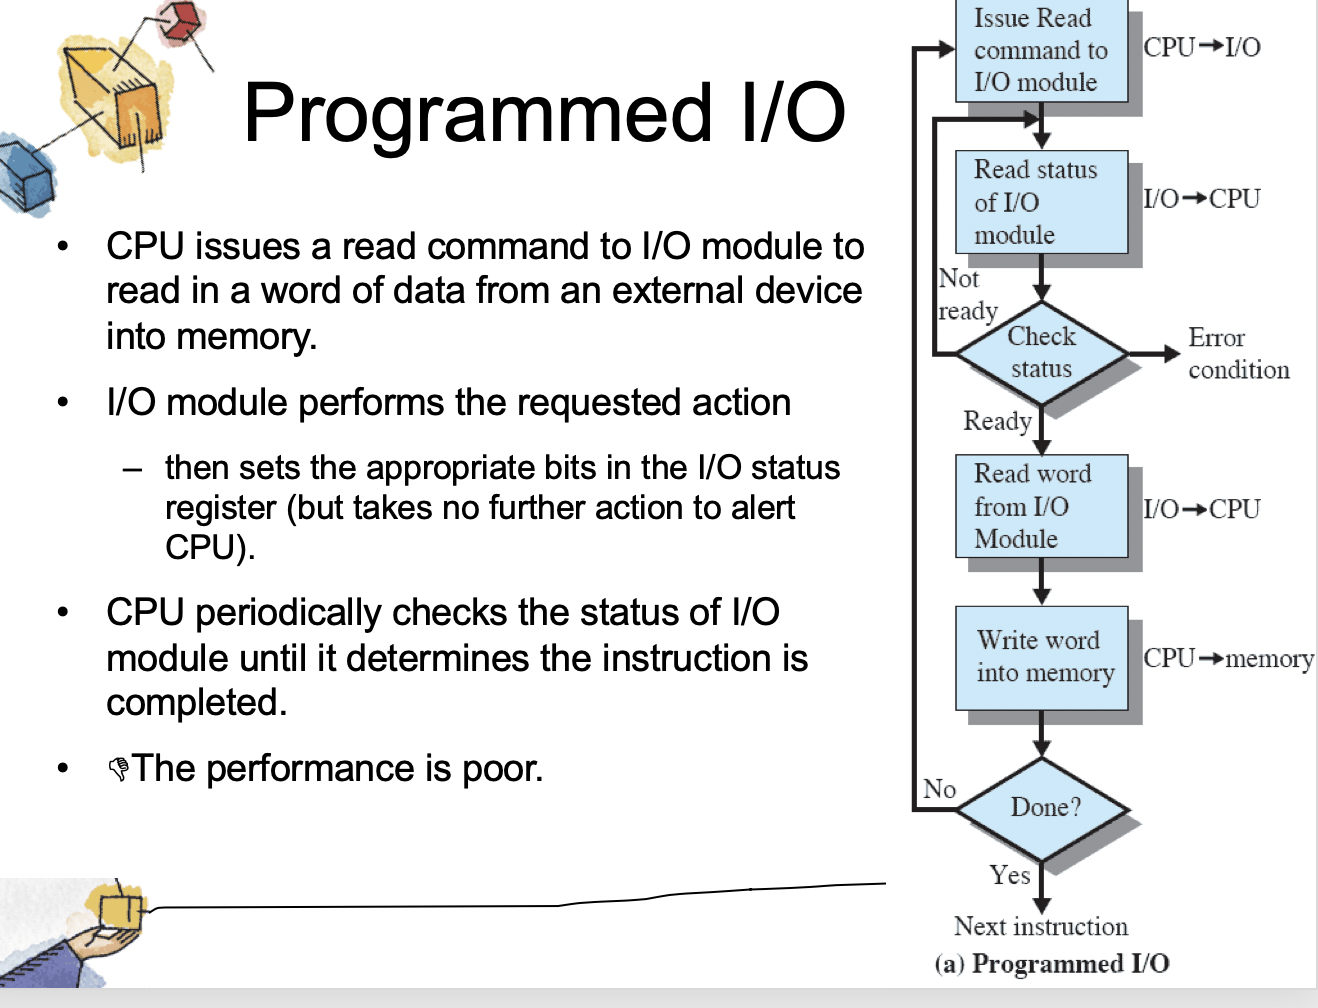 Programmed I/O
• CPU issues a read command to I/O module to
read in a word of data from an external device
into memory.
• I/O module performs the requested action
– then sets the appropriate bits in the I/O status
register (but takes no further action to alert
CPU).
• CPU periodically checks the status of I/O
module until it determines the instruction is
completed.
• 👎The performance is poor.
Issue Read
command to
I/O module
CPU→I/O
Read status
of I/O
module
I/O→CPU
Not
ready
Check
status
Error
condition
Ready
Read word
from I/O
Module
I/O→CPU
Write word
into memory
CPU→memory
No
Done?
Yes
Next instruction
(a) Programmed I/O